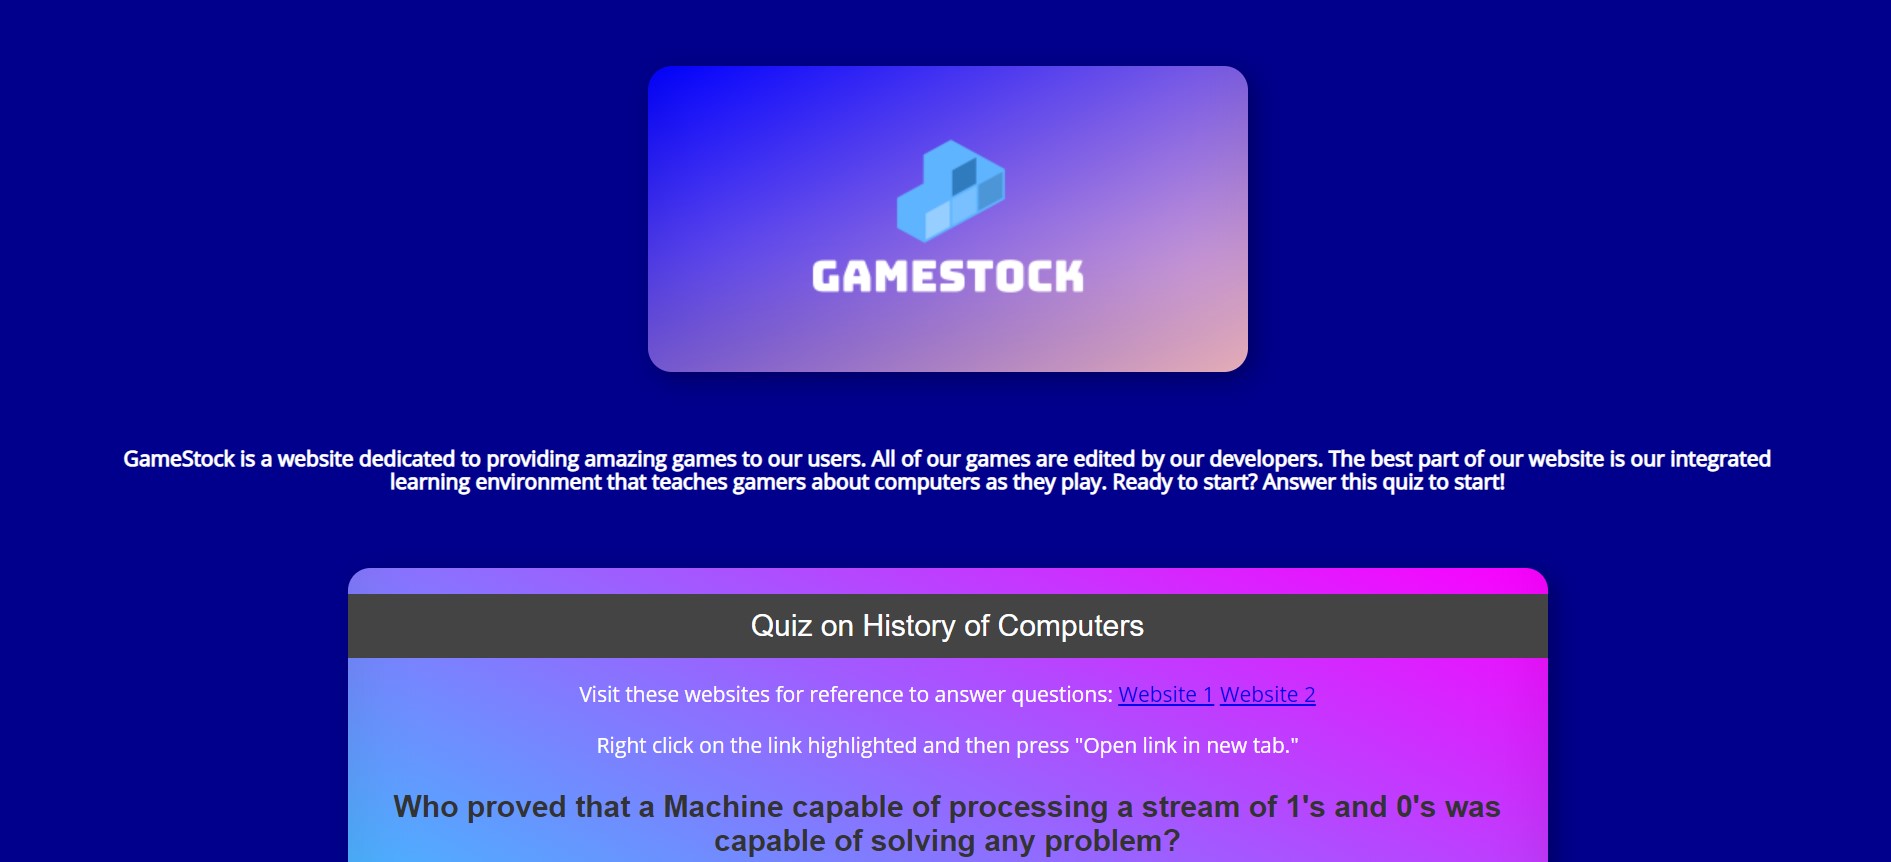 GAMESTOCK
GameStock is a website dedicated to providing amazing games to our users. All of our games are edited by our developers. The best part of our website is our integrated
learning environment that teaches gamers about computers as they play. Ready to start? Answer this quiz to start!
Quiz on History of Computers
Visit these websites for reference to answer questions: Website 1 Website 2
Right click on the link highlighted and then press "Open link in new tab."
Who proved that a Machine capable of processing a stream of 1's and 0's was
capable of solving any problem?